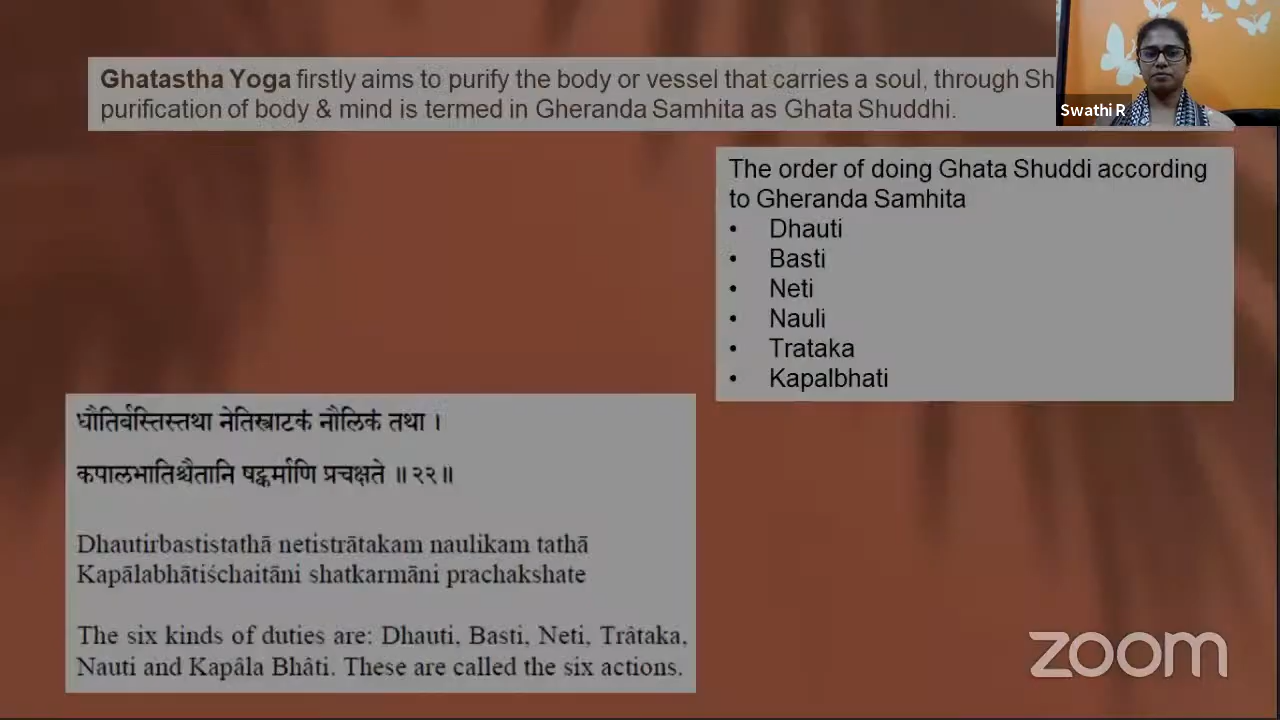 Ghatastha Yoga firstly aims to purify the body or vessel that carries a soul, through Sh
purification of body & mind is termed in Gheranda Samhita as Ghata Shuddhi.
Swathi R
The order of doing Ghata Shuddi according
to Gheranda Samhita
• Dhauti
• Basti
• Neti
• Nauli
• Trataka
• Kapalbhati
धौतिर्वस्तिस्तथा नेतिस्त्राटकं नौलिकं तथा ।
कपालभातिश्चैतानि षट्कर्माणि प्रचक्षते ॥ २२॥
Dhautirbastistathā netistrātakam naulikam tathā
Kapālabhātiśchaitāni shatkarmāni prachakshate
The six kinds of duties are: Dhauti, Basti, Neti, Trâtaka,
Nauti and Kapâla Bhâti. These are called the six actions.
zoom